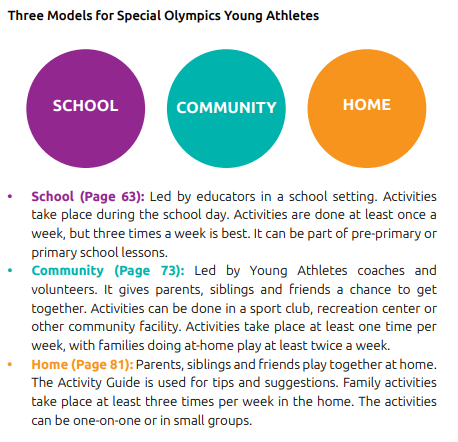 Three Models for Special Olympics Young Athletes
SCHOOL
COMMUNITY
HOME
• School (Page 63): Led by educators in a school setting. Activities
take place during the school day. Activities are done at least once a
week, but three times a week is best. It can be part of pre-primary or
primary school lessons.
• Community (Page 73): Led by Young Athletes coaches and
volunteers. It gives parents, siblings and friends a chance to get
together. Activities can be done in a sport club, recreation center or
other community facility. Activities take place at least one time per
week, with families doing at-home play at least twice a week.
• Home (Page 81): Parents, siblings and friends play together at home.
The Activity Guide is used for tips and suggestions. Family activities
take place at least three times per week in the home. The activities
can be one-on-one or in small groups.